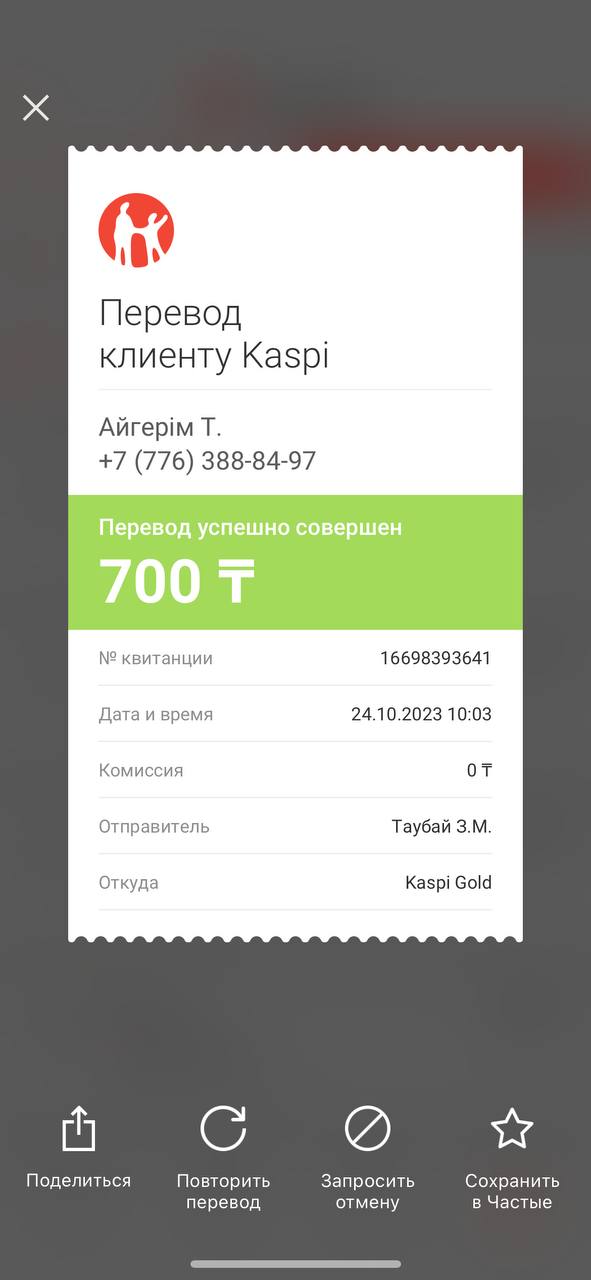 Перевод
клиенту Kaspi
Айгерім Т.
+7 (776) 388-84-97
Перевод успешно совершен
700 ₸
№ квитанции 16698393641
Дата и время 24.10.2023 10:03
Комиссия 0 ₸
Отправитель Таубай З.М.
Откуда Kaspi Gold
Поделиться Повторить Запросить Сохранить
перевод отмену в Частые